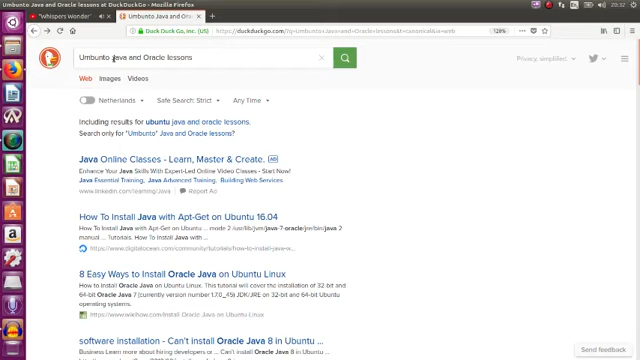 Umbunto Java and Oracle lessons at DuckDuckGo - Mozilla Firefox
29:32
"Whispers wonder"
Umbunto Java and Or
Duck Duck Go, Inc. (US)
https://duckduckgo.com/?q=Umbunto+Java+and+Oracle+lessons&t=canonical&ia=web
120%
Umbunto Java and Oracle lessons
Privacy, simplified.
Web Images Videos
Netherlands Safe Search: Strict Any Time
Including results for ubuntu java and oracle lessons.
Search only for "Umbunto" Java and Oracle lessons?
Java Online Classes - Learn, Master & Create. AD
Enhance Your Java Skills With Expert-Led Online Video Classes - Start Now!
Java Essential Training, Java Advanced Training, Building Web Services
www.linkedin.com/learning/Java Report Ad
How To Install Java with Apt-Get on Ubuntu 16.04
... mode 2 /usr/lib/jvm/java-7-oracle/jre/bin/java 2
manual ... Tutorials. How To Install Java with ...
https://www.digitalocean.com/community/tutorials/how-to-install-java-w...
8 Easy Ways to Install Oracle Java on Ubuntu Linux
How to Install Oracle Java on Ubuntu Linux. This tutorial will cover the installation of 32-bit and
64-bit Oracle Java 7 (currently version number 1.7.0_45) JDK/JRE on 32-bit and 64-bit Ubuntu
operating systems.
https://www.wikihow.com/Install-Oracle-Java-on-Ubuntu-Linux
software installation - Can't install Oracle Java 8 in Ubuntu ...
Business Learn more about hiring developers or ... Can't install Oracle Java 8 in Ubuntu
Send feedback